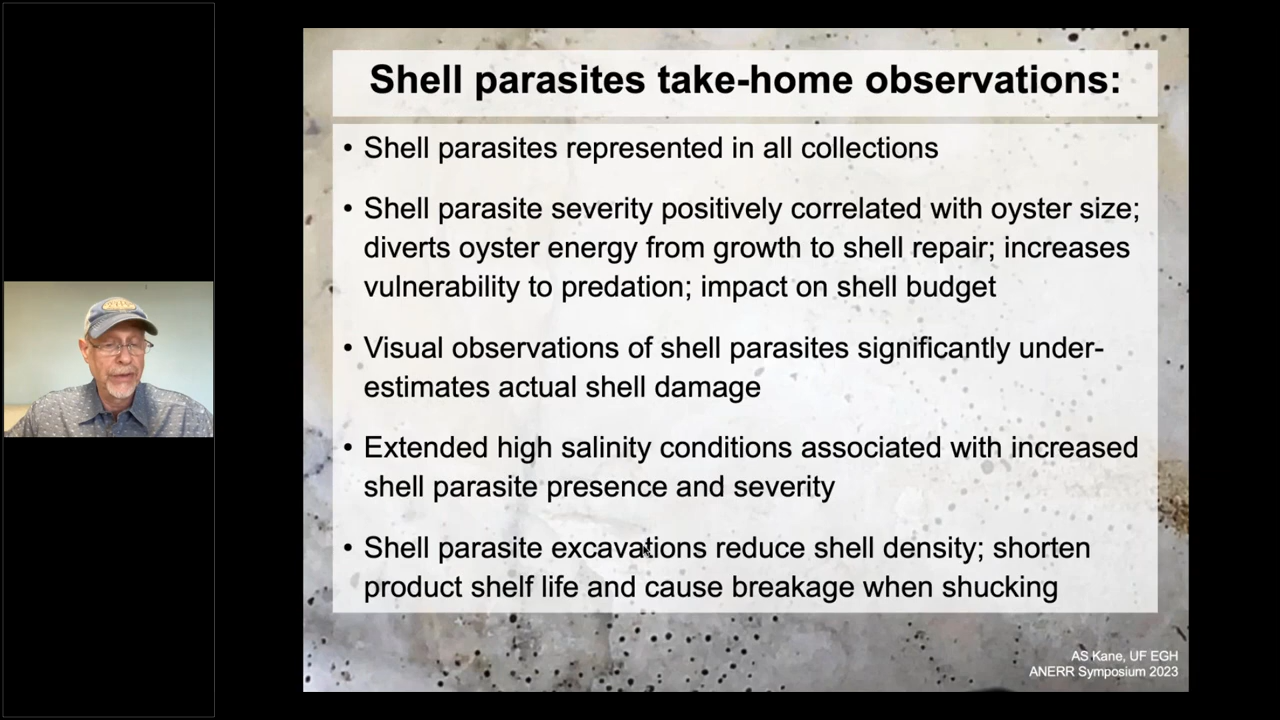 Shell parasites take-home observations:
• Shell parasites represented in all collections
• Shell parasite severity positively correlated with oyster size;
diverts oyster energy from growth to shell repair; increases
vulnerability to predation; impact on shell budget
• Visual observations of shell parasites significantly under-
estimates actual shell damage
• Extended high salinity conditions associated with increased
shell parasite presence and severity
• Shell parasite excavations reduce shell density; shorten
product shelf life and cause breakage when shucking
AS Kane, UF EGH
ANERR Symposium 2023